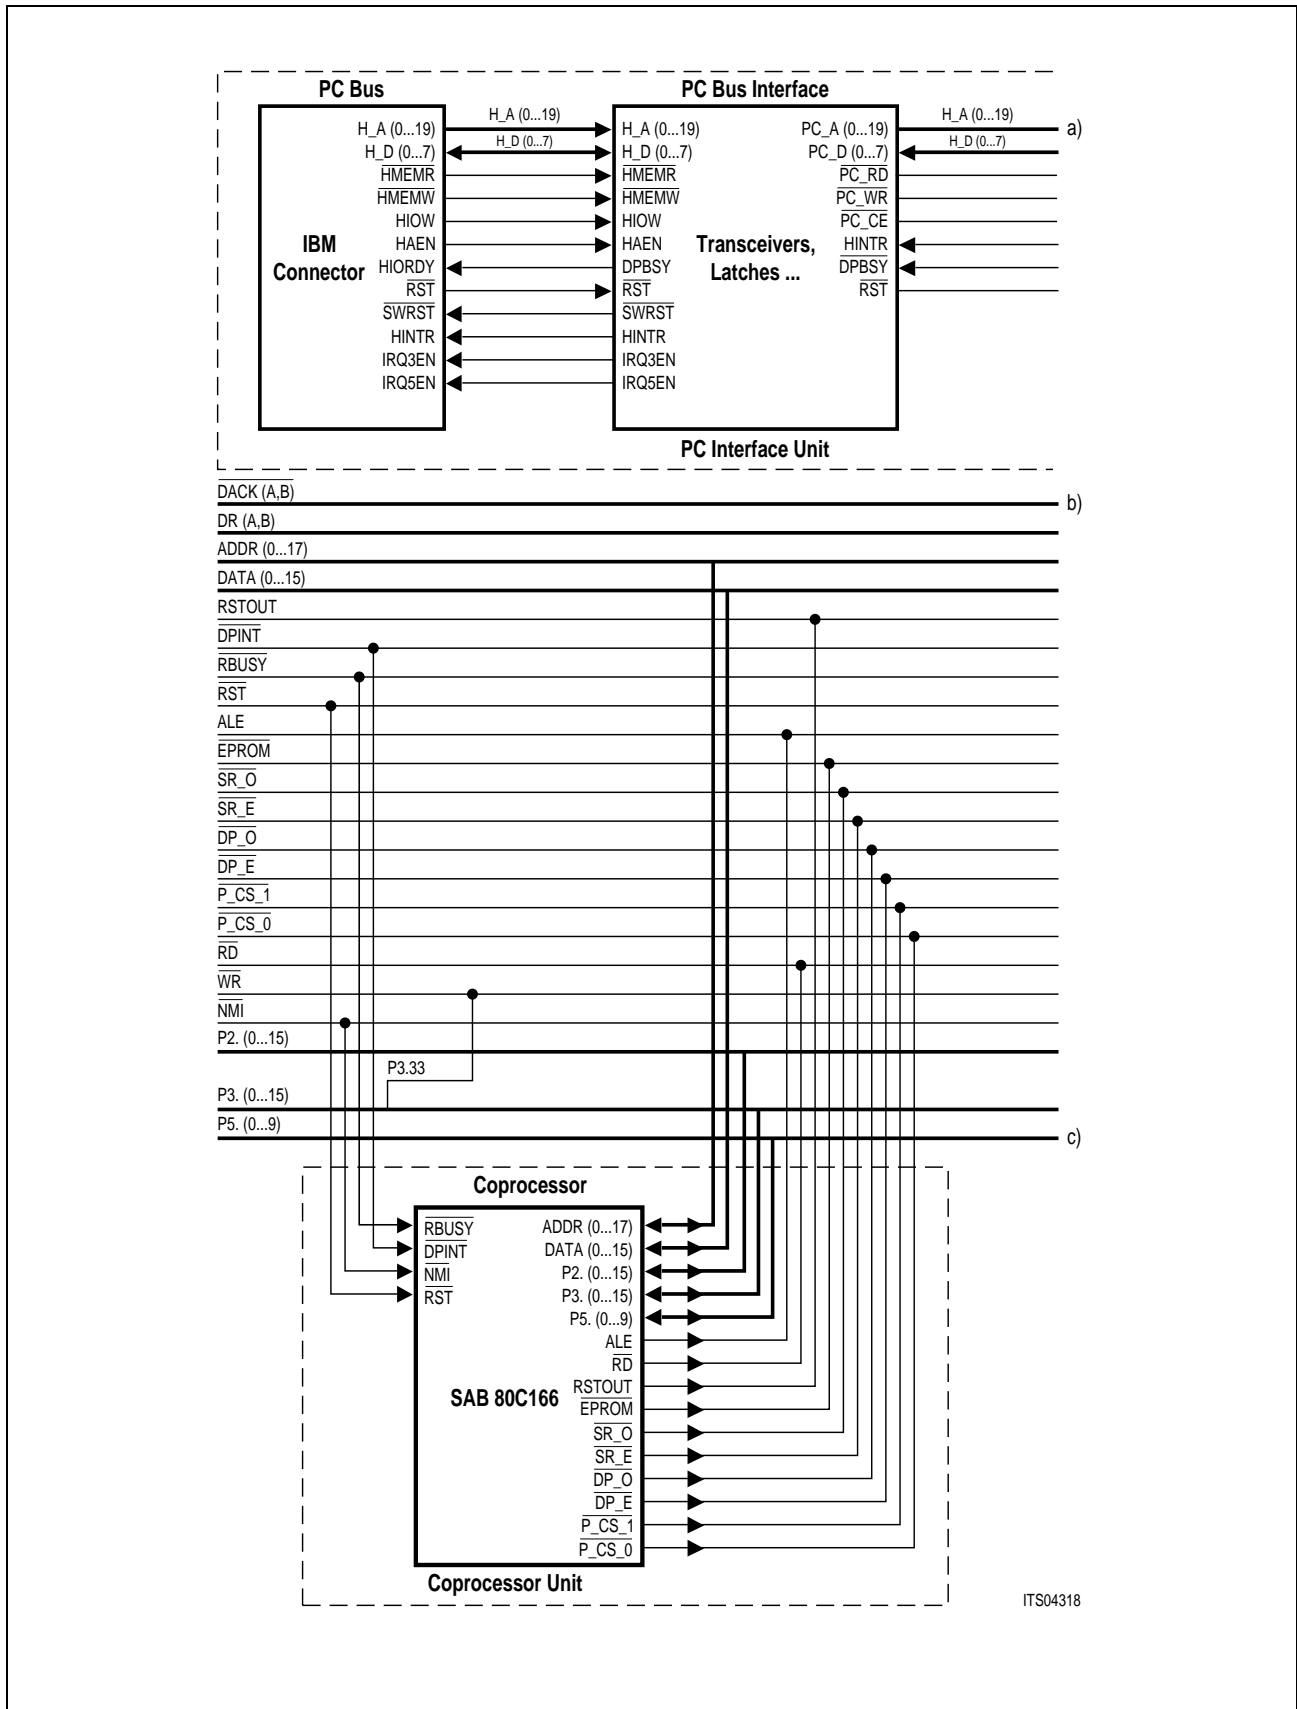 PC Bus
PC Bus Interface
H_A (0...19)
H_D (0...7)
HMEMR
HMEMW
HIOW
HAEN
HIORDY
RST
SWRST
HINTR
IRQ3EN
IRQ5EN
IBM
Connector
H_A (0...19)
H_D (0...7)
H_A (0...19)
H_D (0...7)
HMEMR
HMEMW
HIOW
HAEN
DPBSY
RST
SWRST
HINTR
IRQ3EN
IRQ5EN
Transceivers,
Latches ...
PC_A (0...19)
PC_D (0...7)
PC_RD
PC_WR
PC_CE
HINTR
DPBSY
RST
H_A (0...19)
H_D (0...7)
a)
PC Interface Unit
DACK (A,B)
b)
DR (A,B)
ADDR (0...17)
DATA (0...15)
RSTOUT
DPINT
RBUSY
RST
ALE
EPROM
SR_O
SR_E
DP_O
DP_E
P_CS_1
P_CS_0
RD
WR
NMI
P2. (0...15)
P3.33
P3. (0...15)
P5. (0...9)
c)
Coprocessor
RBUSY
DPINT
NMI
RST
SAB 80C166
ADDR (0...17)
DATA (0...15)
P2. (0...15)
P3. (0...15)
P5. (0...9)
ALE
RD
RSTOUT
EPROM
SR_O
SR_E
DP_O
DP_E
P_CS_1
P_CS_0
Coprocessor Unit
ITS04318